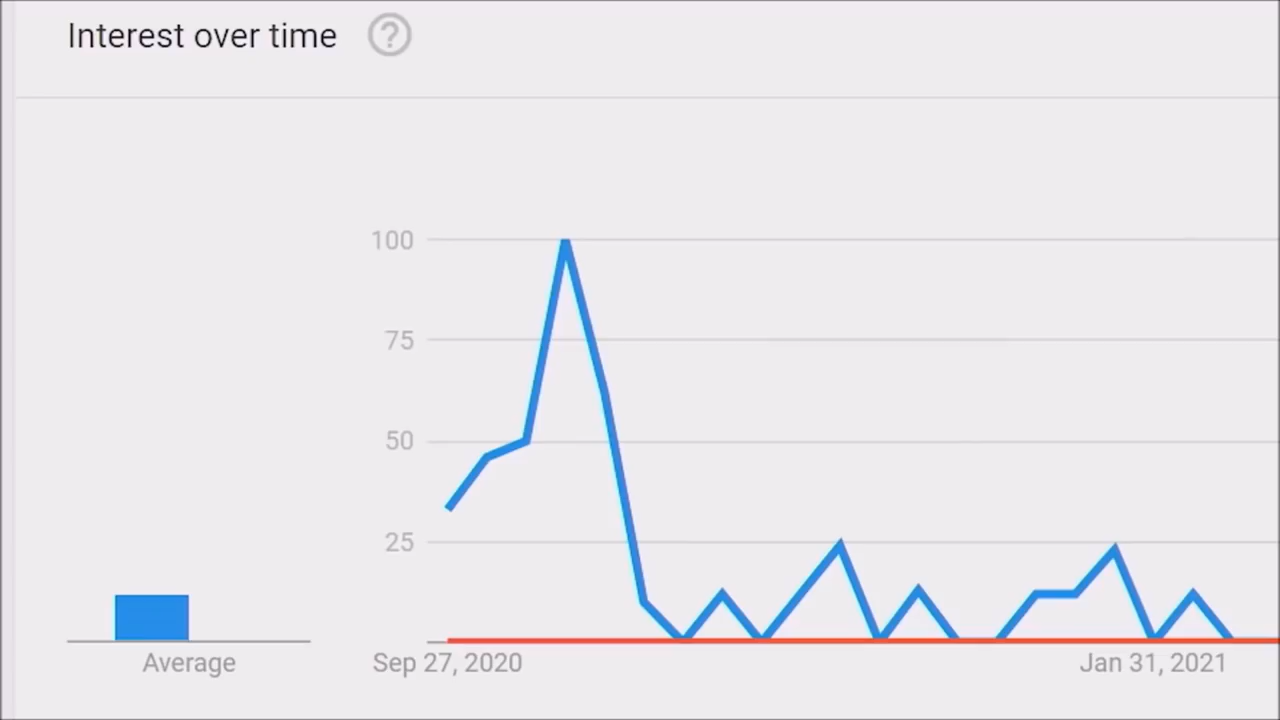 Interest over time ?
100
75
50
25
Average
Sep 27, 2020
Jan 31, 2021